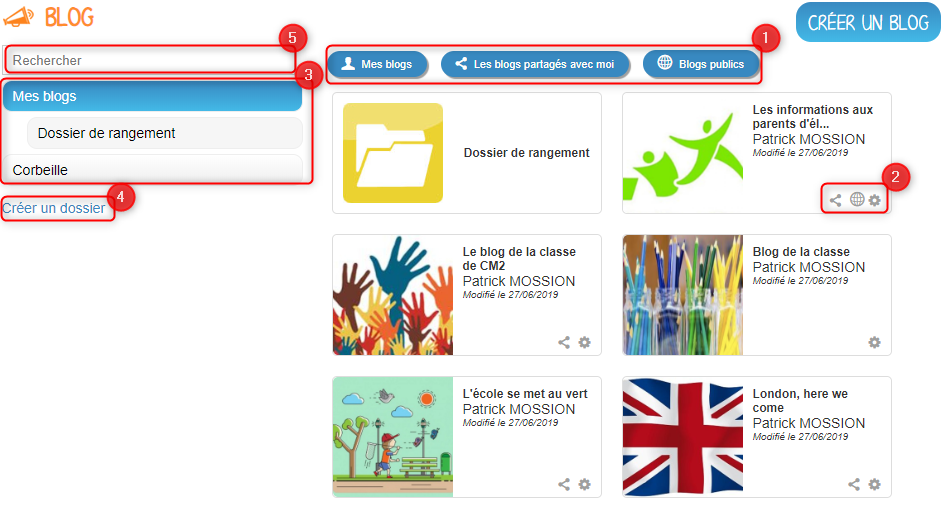 BLOG
CRÉER UN BLOG
5
Rechercher
1
Mes blogs
Les blogs partagés avec moi
Blogs publics
3
Mes blogs
Dossier de rangement
Corbeille
4
Créer un dossier
Dossier de rangement
Les informations aux
parents d'él...
Patrick MOSSION
Modifié le 27/06/2019
2
Le blog de la classe
de CM2
Patrick MOSSION
Modifié le 27/06/2019
Blog de la classe
Patrick MOSSION
Modifié le 27/06/2019
L'école se met au vert
Patrick MOSSION
Modifié le 27/06/2019
London, here we
come
Patrick MOSSION
Modifié le 27/06/2019